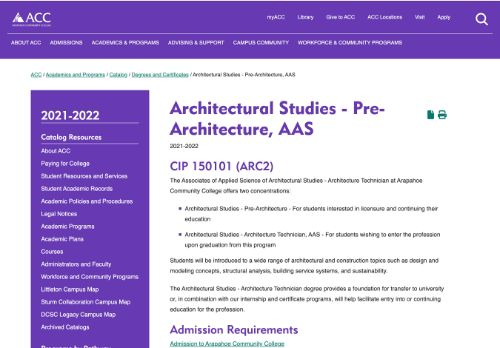 ACC
myACC Library Give to ACC ACC Locations Visit Apply
ABOUT ACC ADMISSIONS ACADEMICS & PROGRAMS ADVISING & SUPPORT CAMPUS COMMUNITY WORKFORCE & COMMUNITY PROGRAMS
ACC / Academics and Programs / Catalog / Degrees and Certificates / Architectural Studies - Pre-Architecture, AAS
2021-2022
Catalog Resources
About ACC
Paying for College
Student Resources and Services
Student Academic Records
Academic Policies and Procedures
Legal Notices
Academic Programs
Academic Plans
Courses
Administrators and Faculty
Workforce and Community Programs
Littleton Campus Map
Sturm Collaboration Campus Map
DCSC Legacy Campus Map
Archived Catalogs
Programs by Pathway
Architectural Studies - Pre-
Architecture, AAS
2021-2022
CIP 150101 (ARC2)
The Associates of Applied Science of Architectural Studies - Architecture Technician at Arapahoe
Community College offers two concentrations:
Architectural Studies - Pre-Architecture - For students interested in licensure and continuing their
education
Architectural Studies - Architecture Technician, AAS - For students wishing to enter the profession
upon graduation from this program
Students will be introduced to a wide range of architectural and construction topics such as design and
modeling concepts, structural analysis, building service systems, and sustainability.
The Architectural Studies - Architecture Technician degree provides a foundation for transfer to university
or, in combination with our internship and certificate programs, will help facilitate entry into or continuing
education for the profession.
Admission Requirements
Admission to Arapahoe Community College